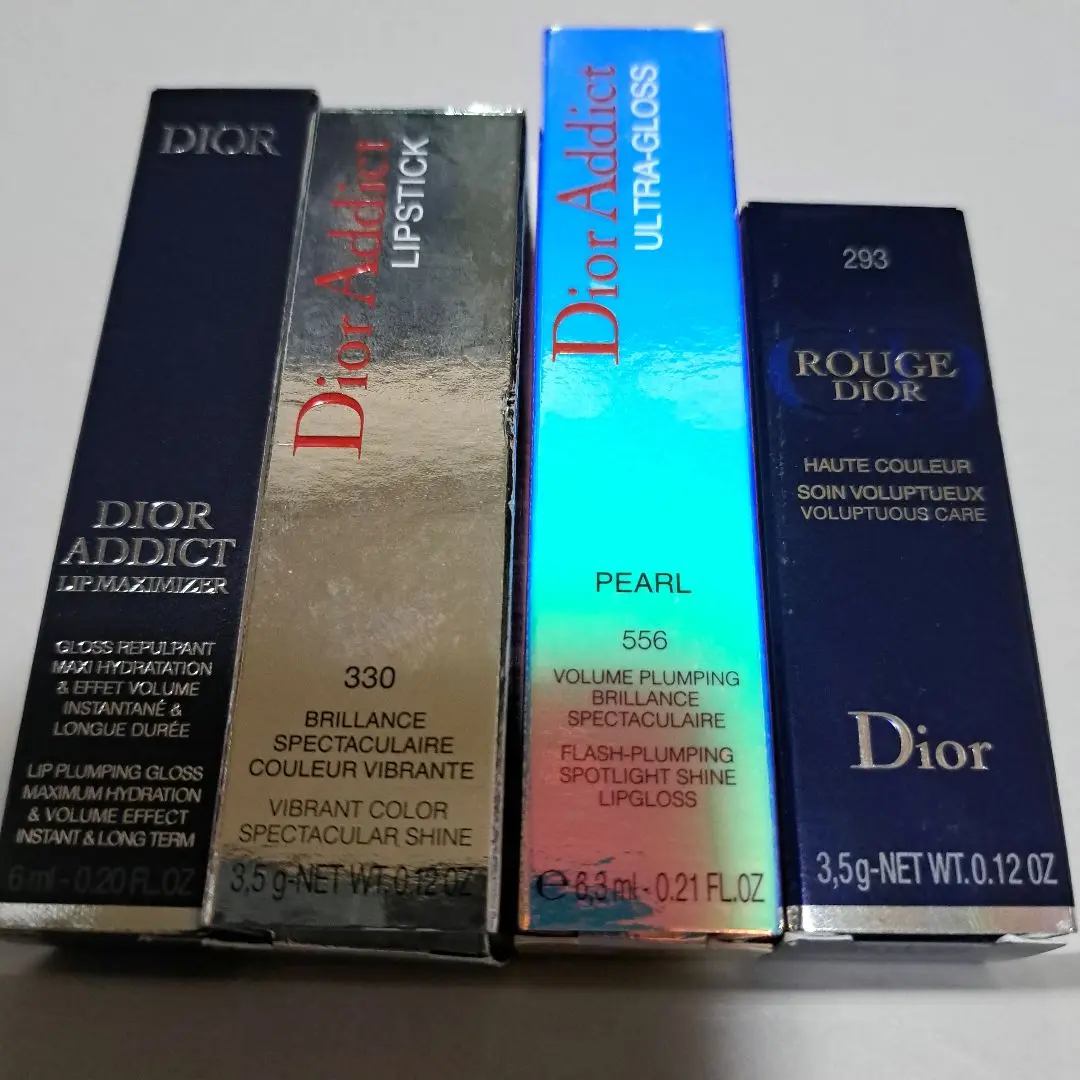 DIOR
DIOR
ADDICT
LIP MAXIMIZER
GLOSS REPULPANT
MAXI HYDRATATION
& EFFET VOLUME
INSTANTANÉ &
LONGUE DURÉE
LIP PLUMPING GLOSS
MAXIMUM HYDRATION
& VOLUME EFFECT
INSTANT & LONG TERM
6 ml - 0.20 FL.OZ
Dior Addict
LIPSTICK
330
BRILLANCE
SPECTACULAIRE
COULEUR VIBRANTE
VIBRANT COLOR
SPECTACULAR SHINE
3,5 g-NET WT.0.12 OZ
Dior Addict
ULTRA-GLOSS
PEARL
556
VOLUME PLUMPING
BRILLANCE
SPECTACULAIRE
FLASH-PLUMPING
SPOTLIGHT SHINE
LIPGLOSS
℮ 6,3 ml - 0.21 FL.OZ
293
ROUGE
DIOR
HAUTE COULEUR
SOIN VOLUPTUEUX
VOLUPTUOUS CARE
Dior
3,5g-NET WT.0.12 OZ